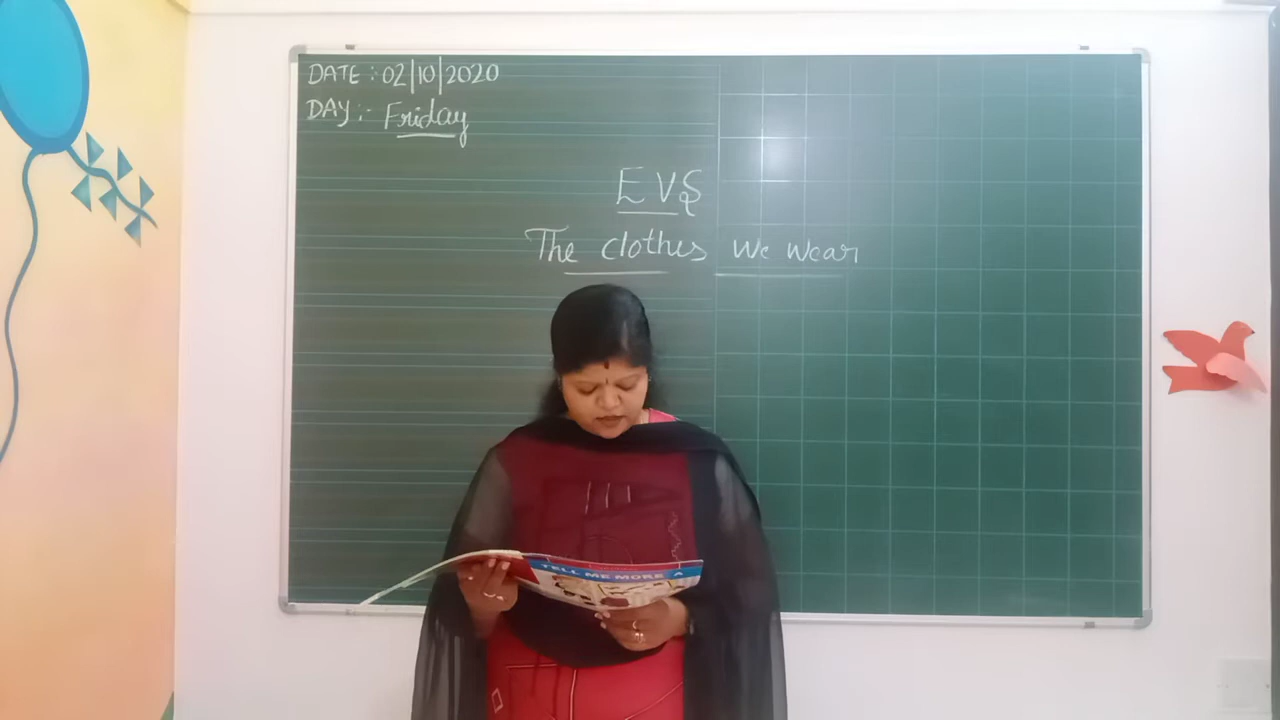 DATE :- 02|10|2020
DAY :- Friday
EVS
The clothes we wear
TELL ME MORE A